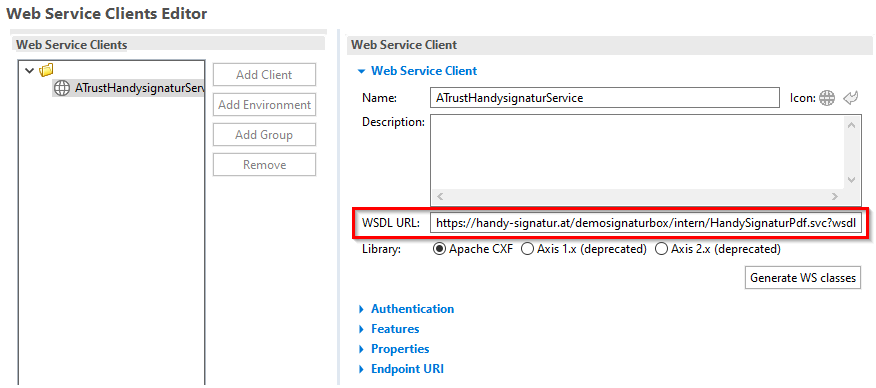 Web Service Clients Editor
Web Service Clients
ATrustHandysignaturServ
Add Client
Add Environment
Add Group
Remove
Web Service Client
Web Service Client
Name: ATrustHandysignaturService Icon:
Description:
WSDL URL: https://handy-signatur.at/demosignaturbox/intern/HandySignaturPdf.svc?wsdl
Library: Apache CXF Axis 1.x (deprecated) Axis 2.x (deprecated)
Generate WS classes
Authentication
Features
Properties
Endpoint URI